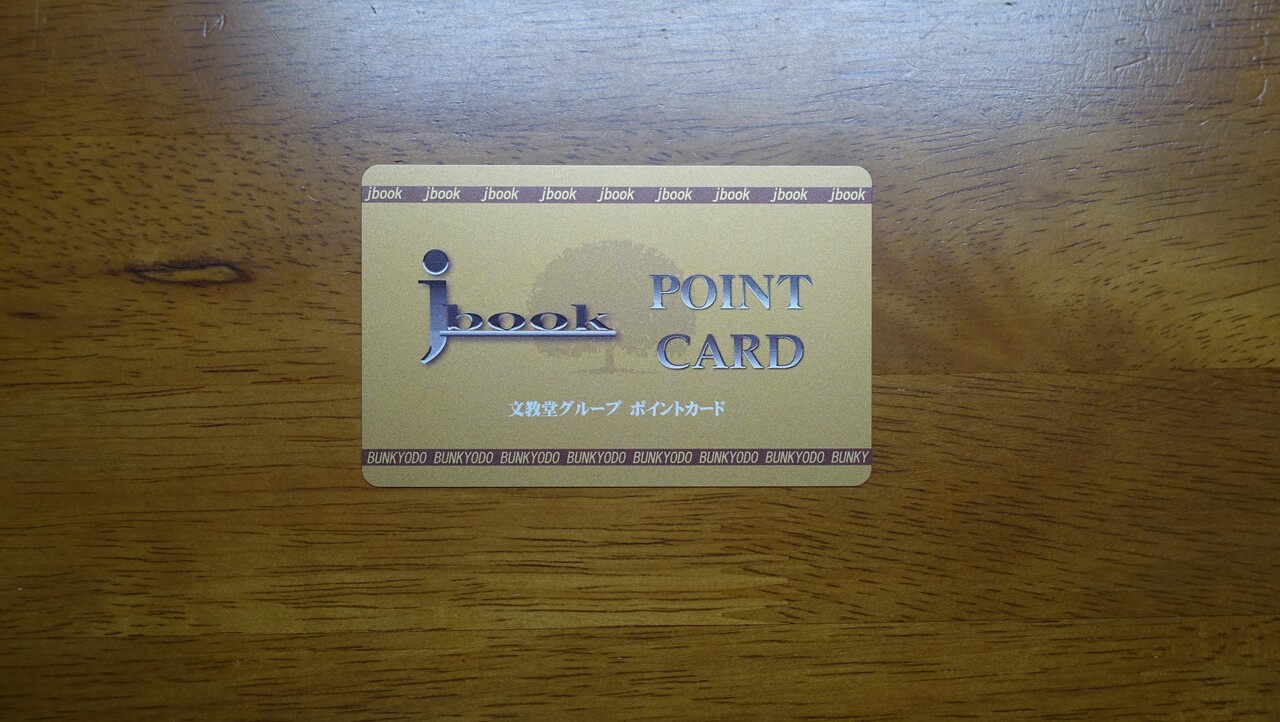 jbook jbook jbook jbook jbook jbook jbook jbook jbook
jbook
POINT
CARD
文教堂グループ ポイントカード
BUNKYODO BUNKYODO BUNKYODO BUNKYODO BUNKYODO BUNKYODO BUNKYODO BUNKY